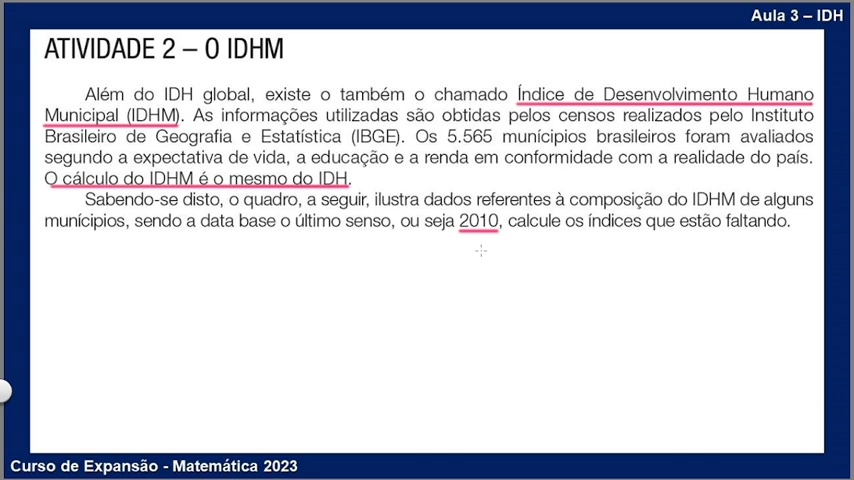 Aula 3 – IDH
ATIVIDADE 2 – O IDHM
Além do IDH global, existe o também o chamado Índice de Desenvolvimento Humano
Municipal (IDHM). As informações utilizadas são obtidas pelos censos realizados pelo Instituto
Brasileiro de Geografia e Estatística (IBGE). Os 5.565 munícipios brasileiros foram avaliados
segundo a expectativa de vida, a educação e a renda em conformidade com a realidade do país.
O cálculo do IDHM é o mesmo do IDH.
Sabendo-se disto, o quadro, a seguir, ilustra dados referentes à composição do IDHM de alguns
munícipios, sendo a data base o último senso, ou seja 2010, calcule os índices que estão faltando.
Curso de Expansão - Matemática 2023